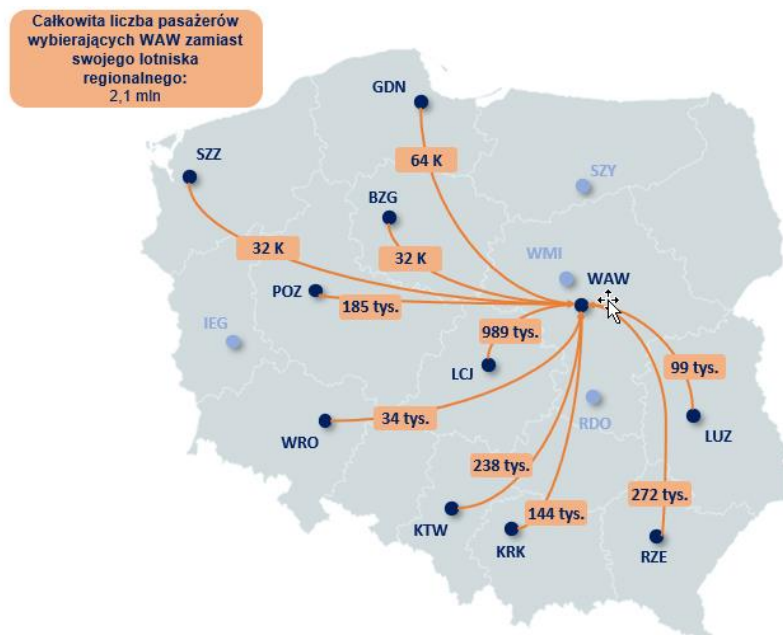 Całkowita liczba pasażerów
wybierających WAW zamiast
swojego lotniska
regionalnego:
2,1 mln
GDN
SZZ
64 K
SZY
BZG
32 K
32 K
WMI
WAW
POZ
185 tys.
IEG
989 tys.
LCJ
99 tys.
RDO
34 tys.
WRO
LUZ
238 tys.
272 tys.
144 tys.
KTW
KRK
RZE